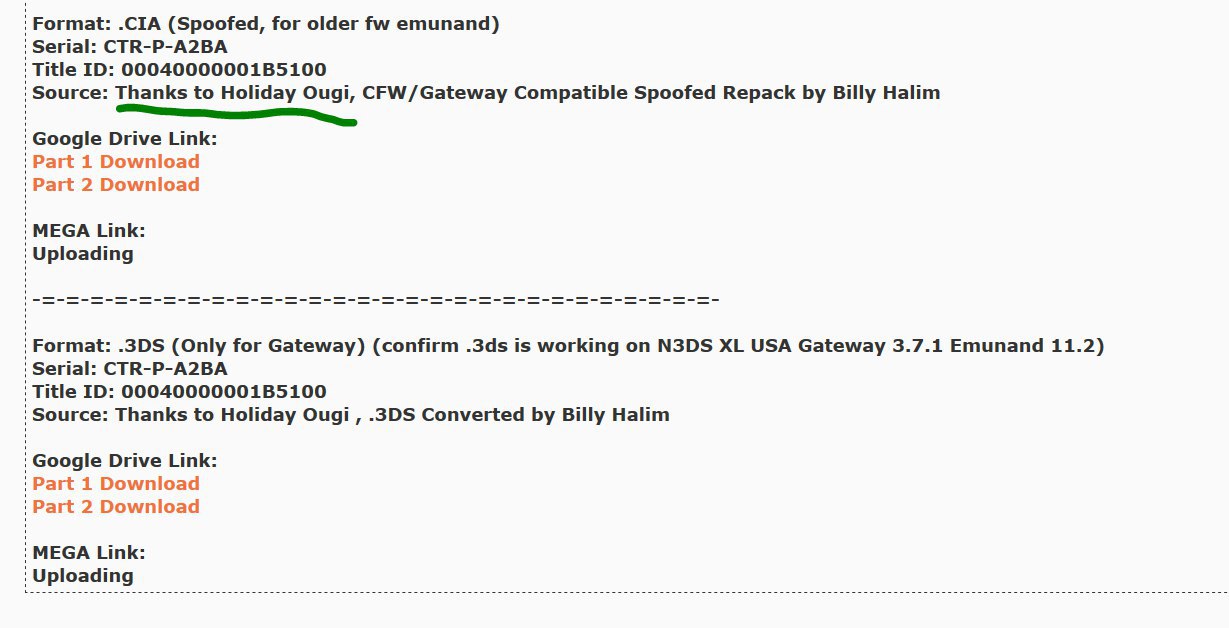 Format: .CIA (Spoofed, for older fw emunand)
Serial: CTR-P-A2BA
Title ID: 00040000001B5100
Source: Thanks to Holiday Ougi, CFW/Gateway Compatible Spoofed Repack by Billy Halim
Google Drive Link:
Part 1 Download
Part 2 Download
MEGA Link:
Uploading
-=-=-=-=-=-=-=-=-=-=-=-=-=-=-=-=-=-=-=-=-=-=-=-=-=-=-=-=-
Format: .3DS (Only for Gateway) (confirm .3ds is working on N3DS XL USA Gateway 3.7.1 Emunand 11.2)
Serial: CTR-P-A2BA
Title ID: 00040000001B5100
Source: Thanks to Holiday Ougi , .3DS Converted by Billy Halim
Google Drive Link:
Part 1 Download
Part 2 Download
MEGA Link:
Uploading